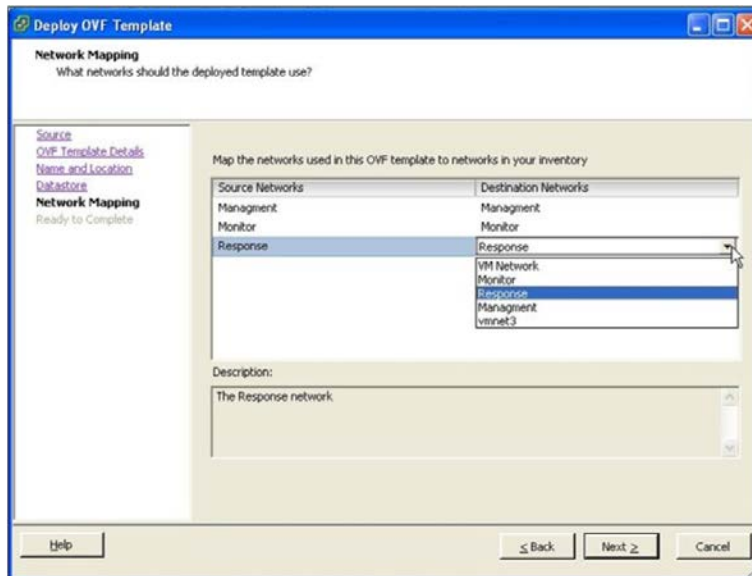 Deploy OVF Template
Network Mapping
What networks should the deployed template use?
Source
OVF Template Details
Name and Location
Datastore
Network Mapping
Ready to Complete
Map the networks used in this OVF template to networks in your inventory
Source Networks Destination Networks
Managment Managment
Monitor Monitor
Response Response
VM Network
Monitor
Response
Managment
vmnet3
Description:
The Response network
Help ≤ Back Next ≥ Cancel